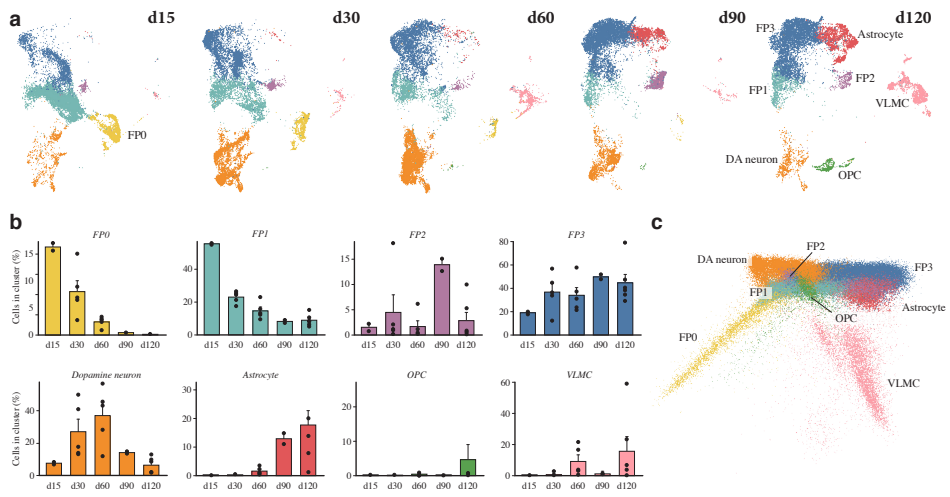 a
d15
d30
d60
d90
d120
FP0
FP3
Astrocyte
FP2
FP1
VLMC
DA neuron
OPC
b
FP0
FP1
FP2
FP3
Cells in cluster (%)
15
10
5
0
d15 d30 d60 d90 d120
40
20
0
d15 d30 d60 d90 d120
15
10
5
0
d15 d30 d60 d90 d120
100
80
60
40
20
0
d15 d30 d60 d90 d120
Dopamine neuron
Astrocyte
OPC
VLMC
Cells in cluster (%)
40
20
0
d15 d30 d60 d90 d120
30
20
10
0
d15 d30 d60 d90 d120
20
10
0
d15 d30 d60 d90 d120
60
40
20
0
d15 d30 d60 d90 d120
c
FP2
DA neuron
FP3
FP1
Astrocyte
OPC
FP0
VLMC